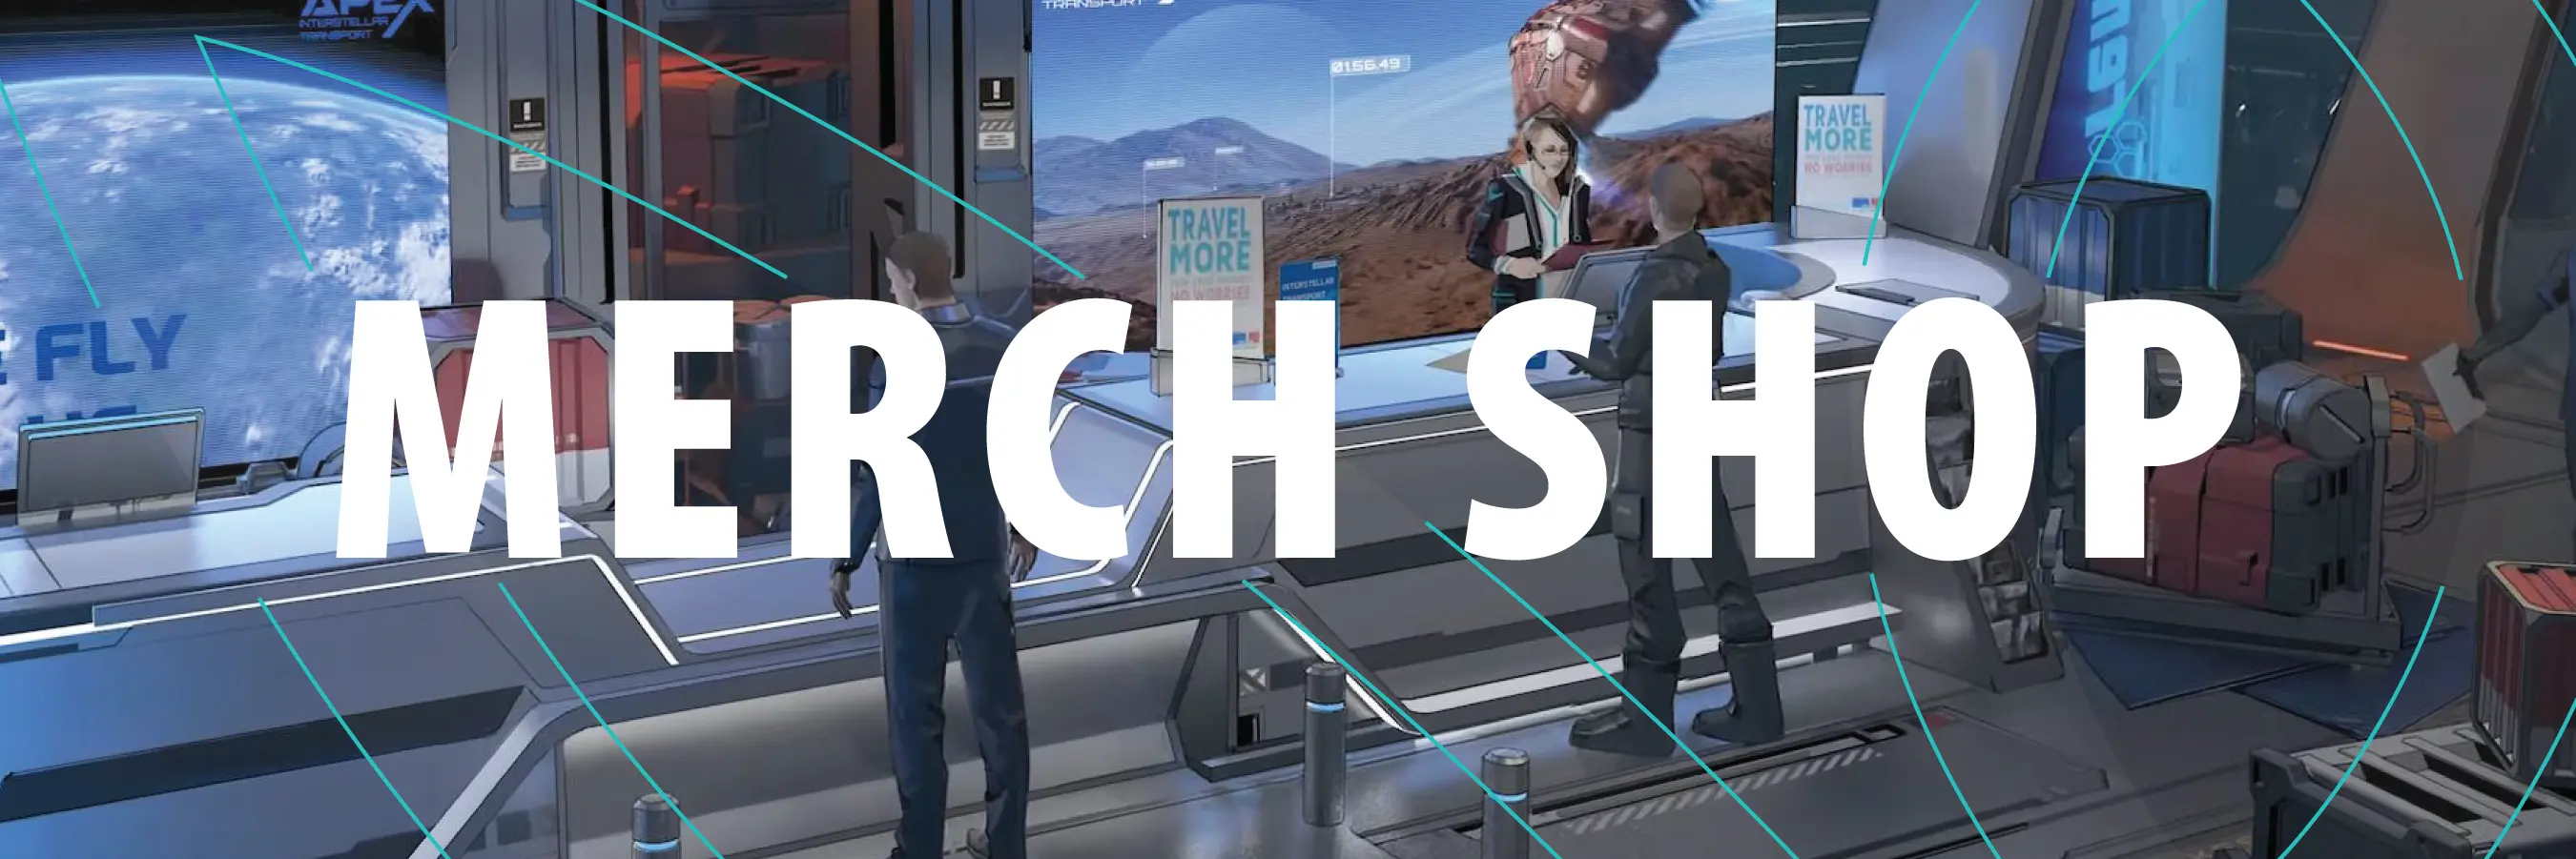 APEX
INTERSTELLAR
TRANSPORT
TRANSPORT
01.56.49
TRAVEL
MORE
NO WORRIES
TRAVEL
MORE
NO WORRIES
INTERSTELLAR
TRANSPORT
E FLY
US
MERCH SHOP